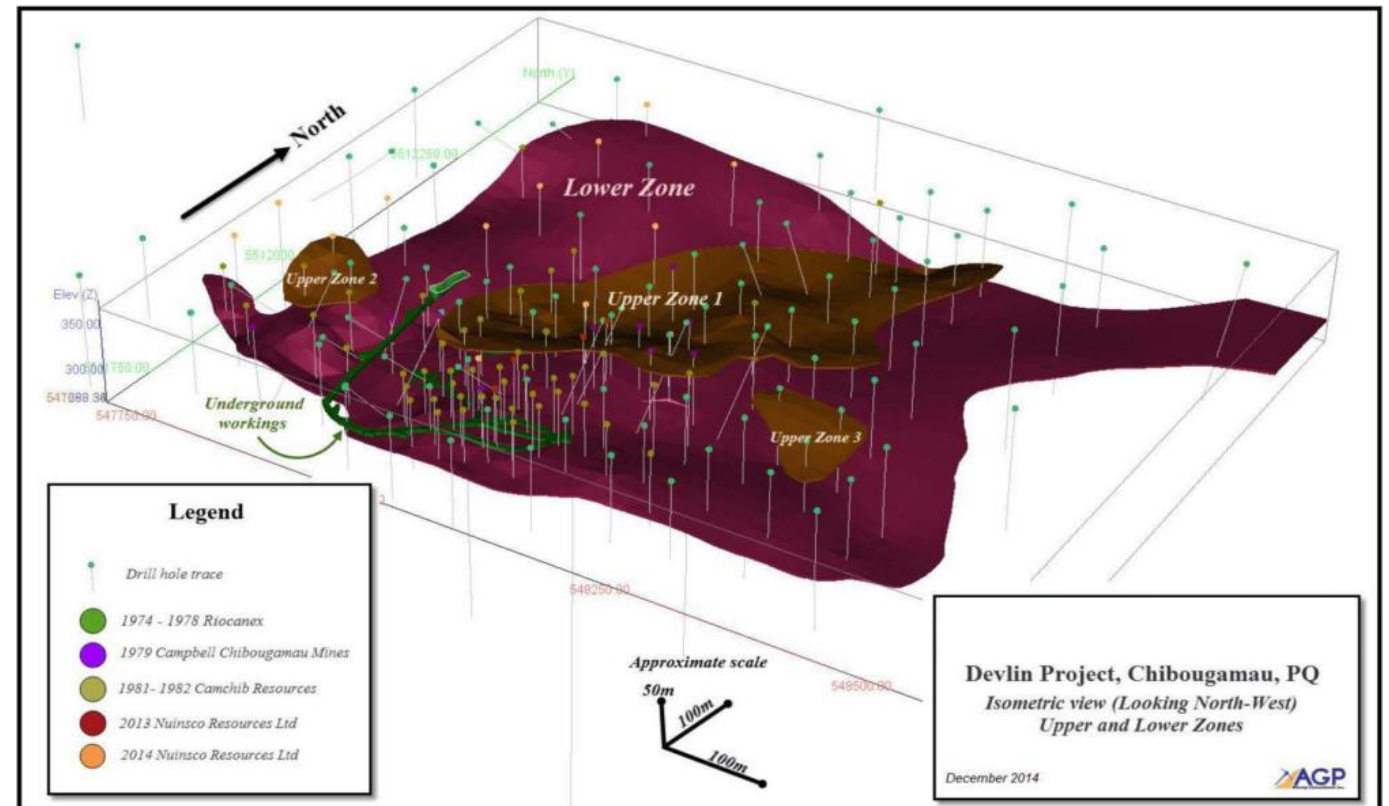 North
North (Y)
5512250.00
Lower Zone
5512000
Upper Zone 2
Upper Zone 1
Elev (Z)
350.00
300.00
547750.00
Underground
workings
Upper Zone 3
548250.00
548500.00
Legend
Drill hole trace
1974 - 1978 Riocanex
1979 Campbell Chibougamau Mines
1981- 1982 Camchib Resources
2013 Nuinsco Resources Ltd
2014 Nuinsco Resources Ltd
Approximate scale
50m
100m
100m
Devlin Project, Chibougamau, PQ
Isometric view (Looking North-West)
Upper and Lower Zones
December 2014
AGP